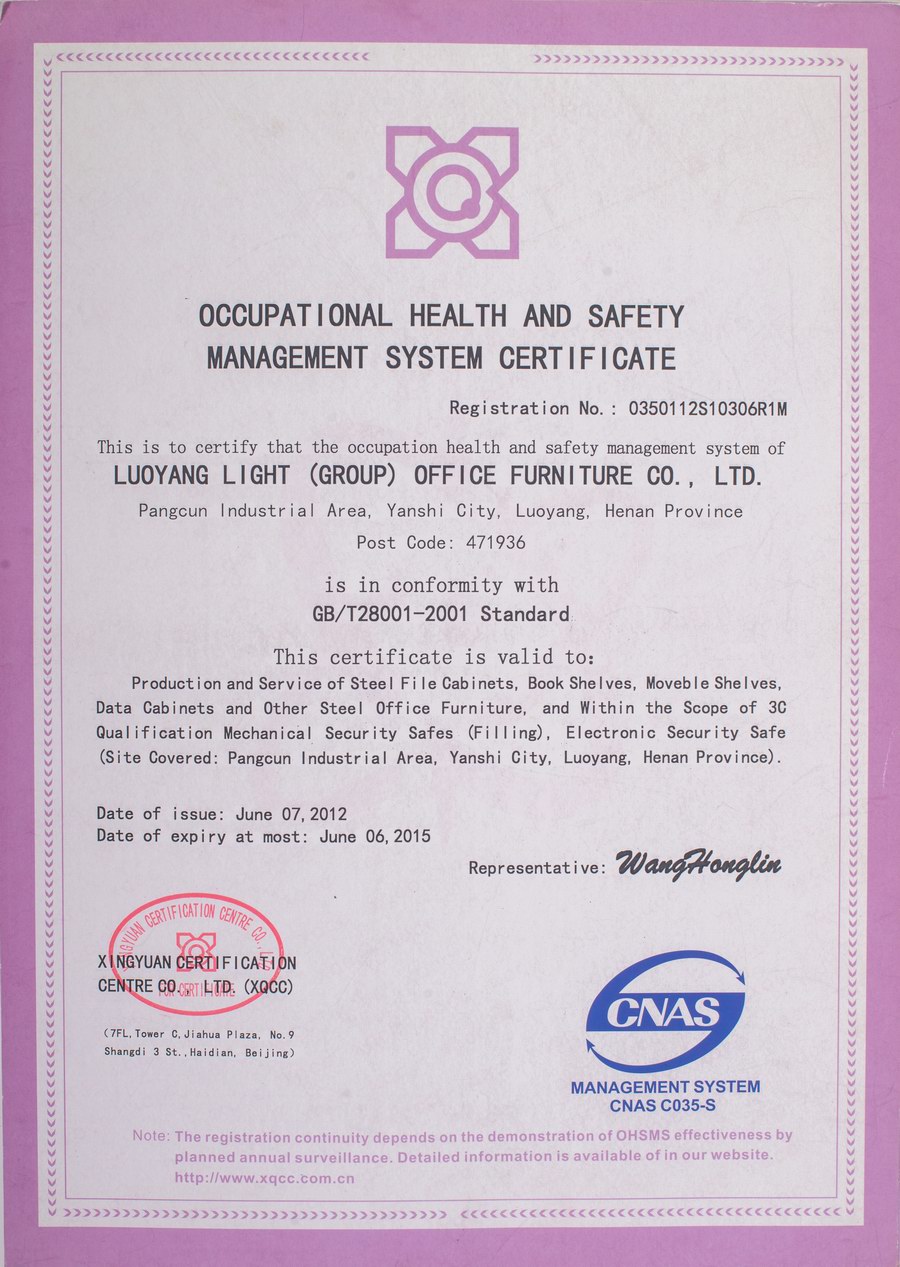 OCCUPATIONAL HEALTH AND SAFETY
MANAGEMENT SYSTEM CERTIFICATE
Registration No.: 0350112S10306R1M
This is to certify that the occupation health and safety management system of
LUOYANG LIGHT (GROUP) OFFICE FURNITURE CO., LTD.
Pangcun Industrial Area, Yanshi City, Luoyang, Henan Province
Post Code: 471936
is in conformity with
GB/T28001-2001 Standard
This certificate is valid to:
Production and Service of Steel File Cabinets, Book Shelves, Moveble Shelves,
Data Cabinets and Other Steel Office Furniture, and Within the Scope of 3C
Qualification Mechanical Security Safes (Filling), Electronic Security Safe
(Site Covered: Pangcun Industrial Area, Yanshi City, Luoyang, Henan Province).
Date of issue: June 07,2012
Date of expiry at most: June 06,2015
Representative: WangHonglin
XINGYUAN CERTIFICATION CENTRE CO., LTD
FOR CERTIFICATE
XINGYUAN CERTIFICATION
CENTRE CO., LTD. (XQCC)
(7FL,Tower C,Jiahua Plaza, No.9
Shangdi 3 St.,Haidian, Beijing)
CNAS
MANAGEMENT SYSTEM
CNAS C035-S
Note: The registration continuity depends on the demonstration of OHSMS effectiveness by
planned annual surveillance. Detailed information is available of in our website.
http://www.xqcc.com.cn